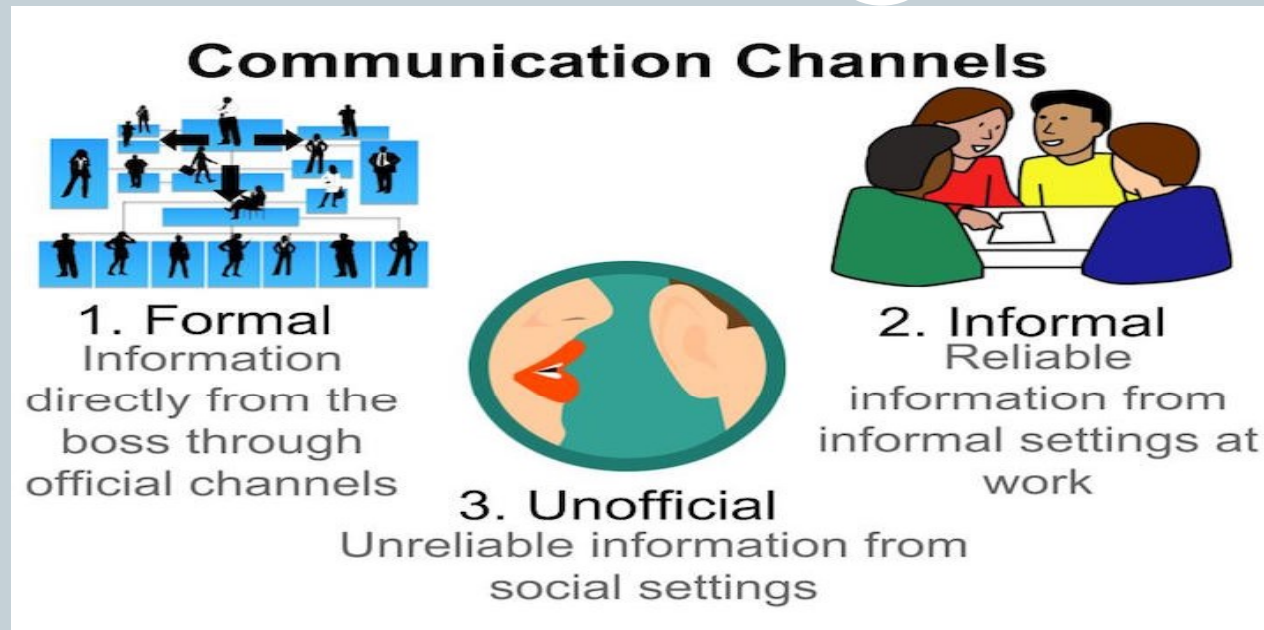 Communication Channels
1. Formal
Information
directly from the
boss through
official channels
2. Informal
Reliable
information from
informal settings at
work
3. Unofficial
Unreliable information from
social settings